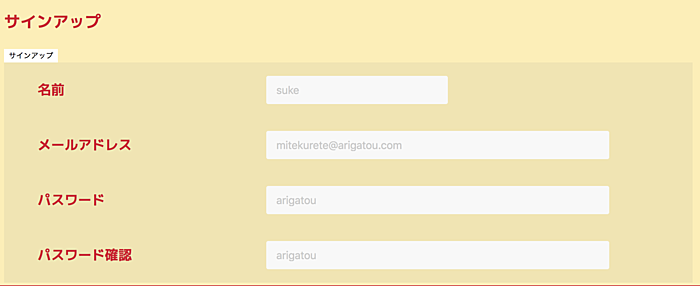 サインアップ
サインアップ
名前 suke
メールアドレス mitekurete@arigatou.com
パスワード arigatou
パスワード確認 arigatou